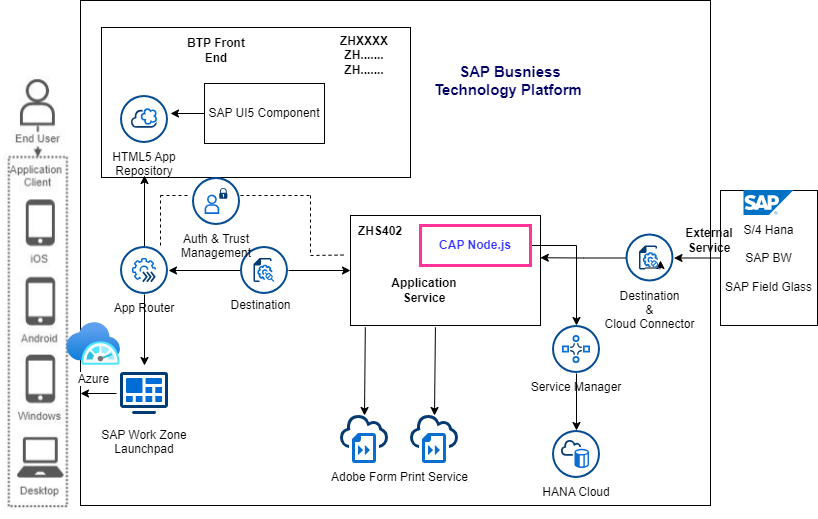 BTP Front
End
ZHXXXX
ZH.......
ZH.......
SAP Busniess
Technology Platform
SAP UI5 Component
HTML5 App
Repository
End User
Application
Client
iOS
Android
Windows
Desktop
Auth & Trust
Management
App Router
Destination
ZHS402
CAP Node.js
Application
Service
External
Service
SAP
S/4 Hana
SAP BW
SAP Field Glass
Destination
&
Cloud Connector
Azure
SAP Work Zone
Launchpad
Service Manager
Adobe Form
Print Service
HANA Cloud